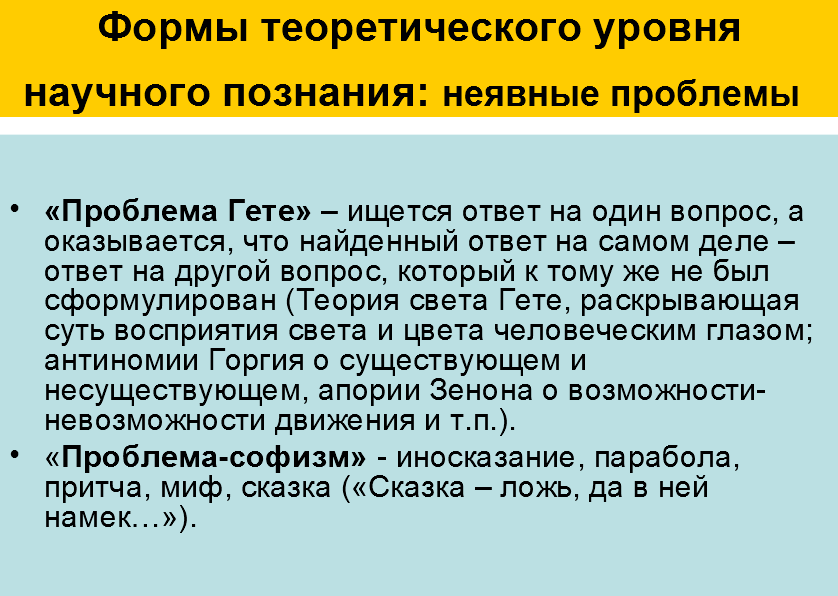 Формы теоретического уровня
научного познания: неявные проблемы
• «Проблема Гете» – ищется ответ на один вопрос, а
оказывается, что найденный ответ на самом деле –
ответ на другой вопрос, который к тому же не был
сформулирован (Теория света Гете, раскрывающая
суть восприятия света и цвета человеческим глазом;
антиномии Горгия о существующем и
несуществующем, апории Зенона о возможности-
невозможности движения и т.п.).
• «Проблема-софизм» - иносказание, парабола,
притча, миф, сказка («Сказка – ложь, да в ней
намек…»).